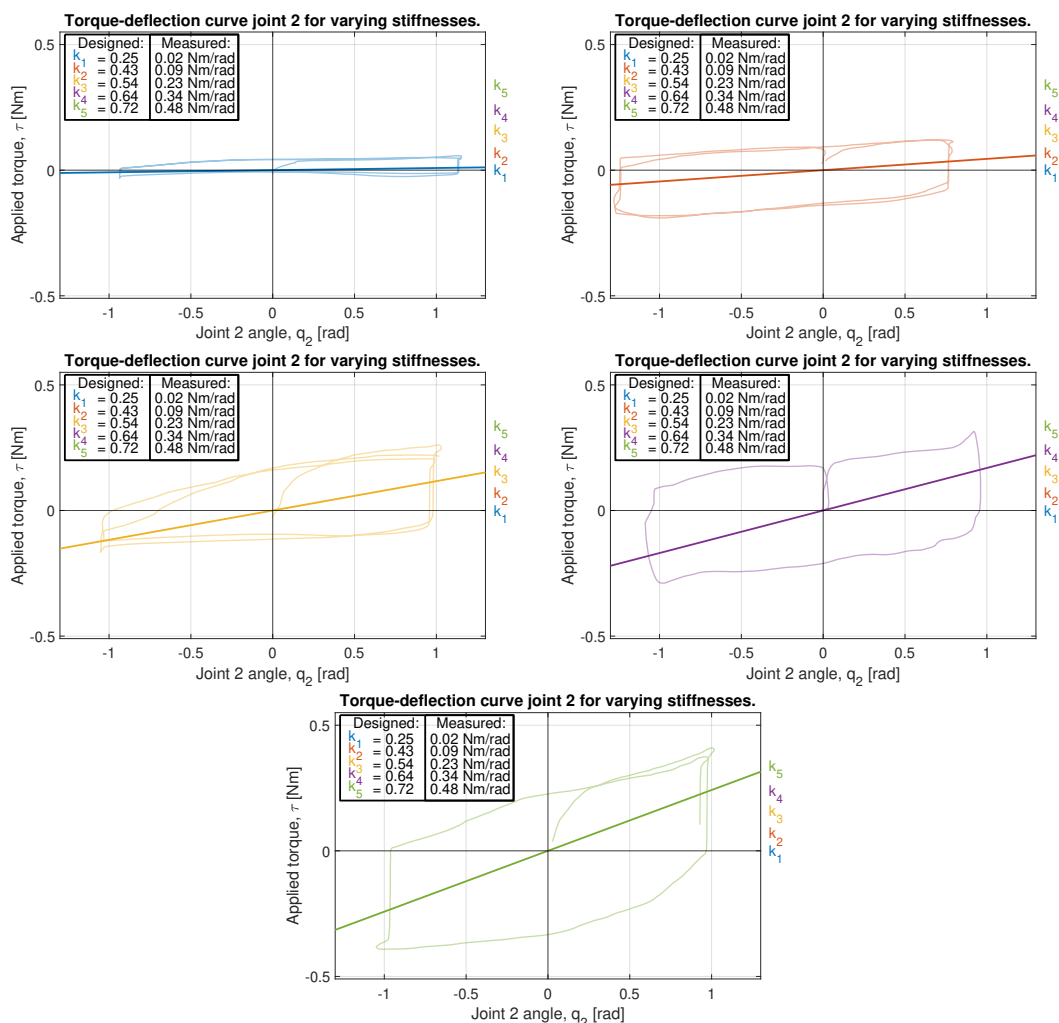 Torque-deflection curve joint 2 for varying stiffnesses.
Designed: Measured:
k1 = 0.25 0.02 Nm/rad
k2 = 0.43 0.09 Nm/rad
k3 = 0.54 0.23 Nm/rad
k4 = 0.64 0.34 Nm/rad
k5 = 0.72 0.48 Nm/rad
0.5
0
-0.5
Applied torque, τ [Nm]
k5
k4
k3
k2
k1
-1 -0.5 0 0.5 1
Joint 2 angle, q2 [rad]
Torque-deflection curve joint 2 for varying stiffnesses.
Designed: Measured:
k1 = 0.25 0.02 Nm/rad
k2 = 0.43 0.09 Nm/rad
k3 = 0.54 0.23 Nm/rad
k4 = 0.64 0.34 Nm/rad
k5 = 0.72 0.48 Nm/rad
0.5
0
-0.5
Applied torque, τ [Nm]
k5
k4
k3
k2
k1
-1 -0.5 0 0.5 1
Joint 2 angle, q2 [rad]
Torque-deflection curve joint 2 for varying stiffnesses.
Designed: Measured:
k1 = 0.25 0.02 Nm/rad
k2 = 0.43 0.09 Nm/rad
k3 = 0.54 0.23 Nm/rad
k4 = 0.64 0.34 Nm/rad
k5 = 0.72 0.48 Nm/rad
0.5
0
-0.5
Applied torque, τ [Nm]
k5
k4
k3
k2
k1
-1 -0.5 0 0.5 1
Joint 2 angle, q2 [rad]
Torque-deflection curve joint 2 for varying stiffnesses.
Designed: Measured:
k1 = 0.25 0.02 Nm/rad
k2 = 0.43 0.09 Nm/rad
k3 = 0.54 0.23 Nm/rad
k4 = 0.64 0.34 Nm/rad
k5 = 0.72 0.48 Nm/rad
0.5
0
-0.5
Applied torque, τ [Nm]
k5
k4
k3
k2
k1
-1 -0.5 0 0.5 1
Joint 2 angle, q2 [rad]
Torque-deflection curve joint 2 for varying stiffnesses.
Designed: Measured:
k1 = 0.25 0.02 Nm/rad
k2 = 0.43 0.09 Nm/rad
k3 = 0.54 0.23 Nm/rad
k4 = 0.64 0.34 Nm/rad
k5 = 0.72 0.48 Nm/rad
0.5
0
-0.5
Applied torque, τ [Nm]
k5
k4
k3
k2
k1
-1 -0.5 0 0.5 1
Joint 2 angle, q2 [rad]